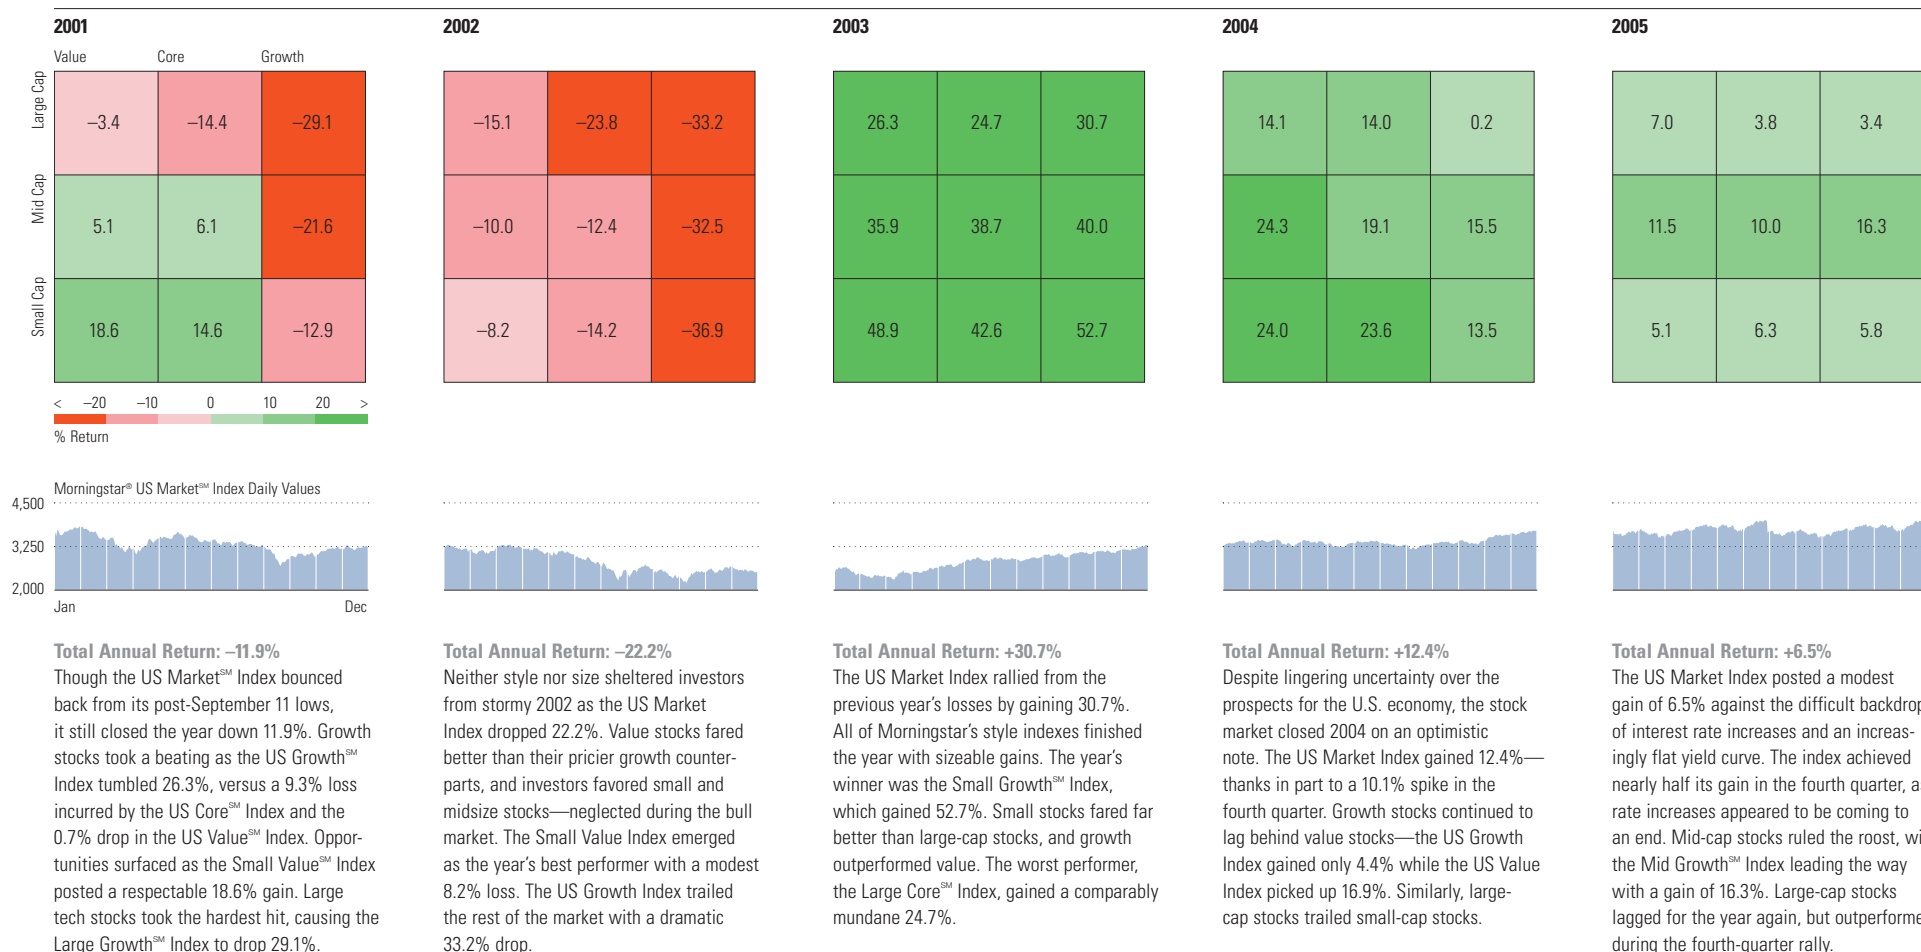 2001
Value Core Growth
Large Cap
–3.4 –14.4 –29.1
Mid Cap
5.1 6.1 –21.6
Small Cap
18.6 14.6 –12.9
< –20 –10 0 10 20 >
% Return
Morningstar® US Market℠ Index Daily Values
4,500
3,250
2,000
Jan Dec
Total Annual Return: –11.9%
Though the US Market℠ Index bounced
back from its post-September 11 lows,
it still closed the year down 11.9%. Growth
stocks took a beating as the US Growth℠
Index tumbled 26.3%, versus a 9.3% loss
incurred by the US Core℠ Index and the
0.7% drop in the US Value℠ Index. Oppor-
tunities surfaced as the Small Value℠ Index
posted a respectable 18.6% gain. Large
tech stocks took the hardest hit, causing the
Large Growth℠ Index to drop 29.1%.
2002
–15.1 –23.8 –33.2
–10.0 –12.4 –32.5
–8.2 –14.2 –36.9
Total Annual Return: –22.2%
Neither style nor size sheltered investors
from stormy 2002 as the US Market
Index dropped 22.2%. Value stocks fared
better than their pricier growth counter-
parts, and investors favored small and
midsize stocks—neglected during the bull
market. The Small Value Index emerged
as the year's best performer with a modest
8.2% loss. The US Growth Index trailed
the rest of the market with a dramatic
33.2% drop.
2003
26.3 24.7 30.7
35.9 38.7 40.0
48.9 42.6 52.7
Total Annual Return: +30.7%
The US Market Index rallied from the
previous year's losses by gaining 30.7%.
All of Morningstar's style indexes finished
the year with sizeable gains. The year's
winner was the Small Growth℠ Index,
which gained 52.7%. Small stocks fared far
better than large-cap stocks, and growth
outperformed value. The worst performer,
the Large Core℠ Index, gained a comparably
mundane 24.7%.
2004
14.1 14.0 0.2
24.3 19.1 15.5
24.0 23.6 13.5
Total Annual Return: +12.4%
Despite lingering uncertainty over the
prospects for the U.S. economy, the stock
market closed 2004 on an optimistic
note. The US Market Index gained 12.4%—
thanks in part to a 10.1% spike in the
fourth quarter. Growth stocks continued to
lag behind value stocks—the US Growth
Index gained only 4.4% while the US Value
Index picked up 16.9%. Similarly, large-
cap stocks trailed small-cap stocks.
2005
7.0 3.8 3.4
11.5 10.0 16.3
5.1 6.3 5.8
Total Annual Return: +6.5%
The US Market Index posted a modest
gain of 6.5% against the difficult backdrop
of interest rate increases and an increas-
ingly flat yield curve. The index achieved
nearly half its gain in the fourth quarter,
rate increases appeared to be coming to
an end. Mid-cap stocks ruled the roost,
the Mid Growth℠ Index leading the way
with a gain of 16.3%. Large-cap stocks
lagged for the year again, but
during the fourth-quarter rally.